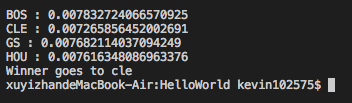 BOS : 0.007832724066570925
CLE : 0.007265856452002691
GS : 0.007682114037094249
HOU : 0.007616348086963376
Winner goes to cle
xuyizhandeMacBook-Air:HelloWorld kevin102575$